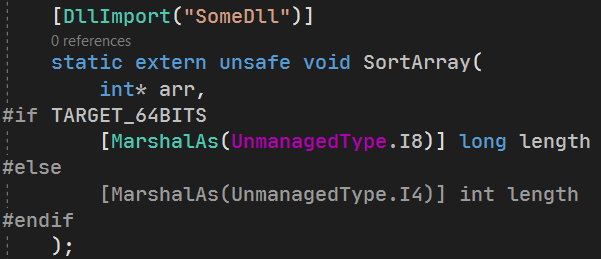 [DllImport("SomeDll")]
0 references
static extern unsafe void SortArray(
int* arr,
#if TARGET_64BITS
[MarshalAs(UnmanagedType.I8)] long length
#else
[MarshalAs(UnmanagedType.I4)] int length
#endif
);